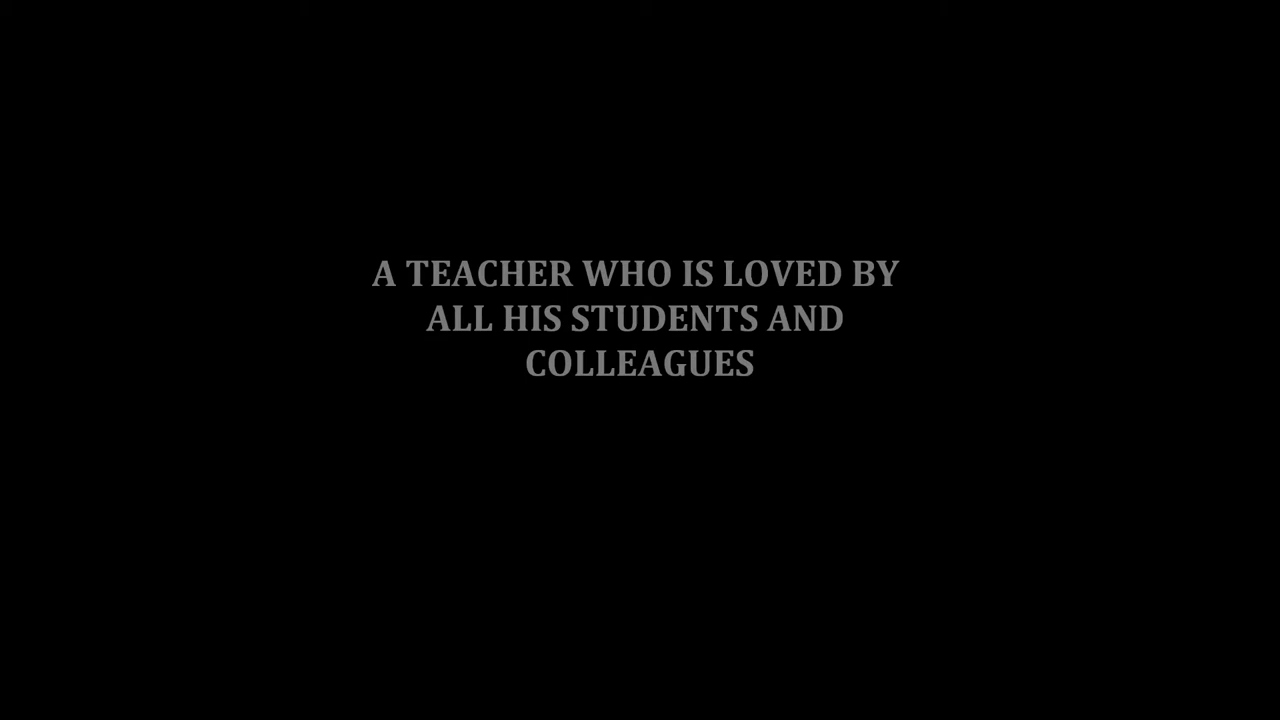 A TEACHER WHO IS LOVED BY
ALL HIS STUDENTS AND
COLLEAGUES